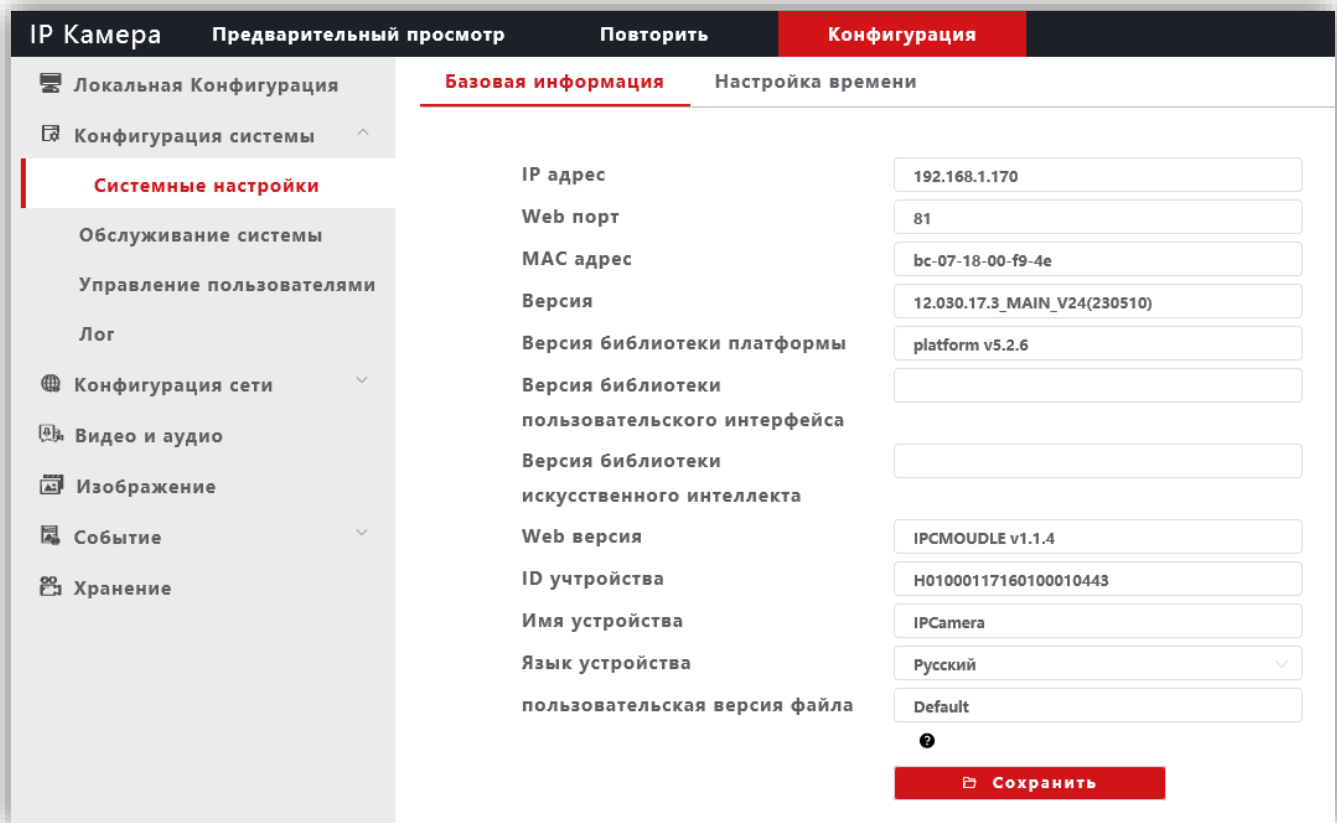 IP Камера Предварительный просмотр Повторить Конфигурация
Локальная Конфигурация
Конфигурация системы
Системные настройки
Обслуживание системы
Управление пользователями
Лог
Конфигурация сети
Видео и аудио
Изображение
Событие
Хранение
Базовая информация Настройка времени
IP адрес 192.168.1.170
Web порт 81
MAC адрес bc-07-18-00-f9-4e
Версия 12.030.17.3_MAIN_V24(230510)
Версия библиотеки платформы platform v5.2.6
Версия библиотеки
пользовательского интерфейса
Версия библиотеки
искусственного интеллекта
Web версия IPCMOUDLE v1.1.4
ID учтройства H01000117160100010443
Имя устройства IPCamera
Язык устройства Русский
пользовательская версия файла Default
?
Сохранить